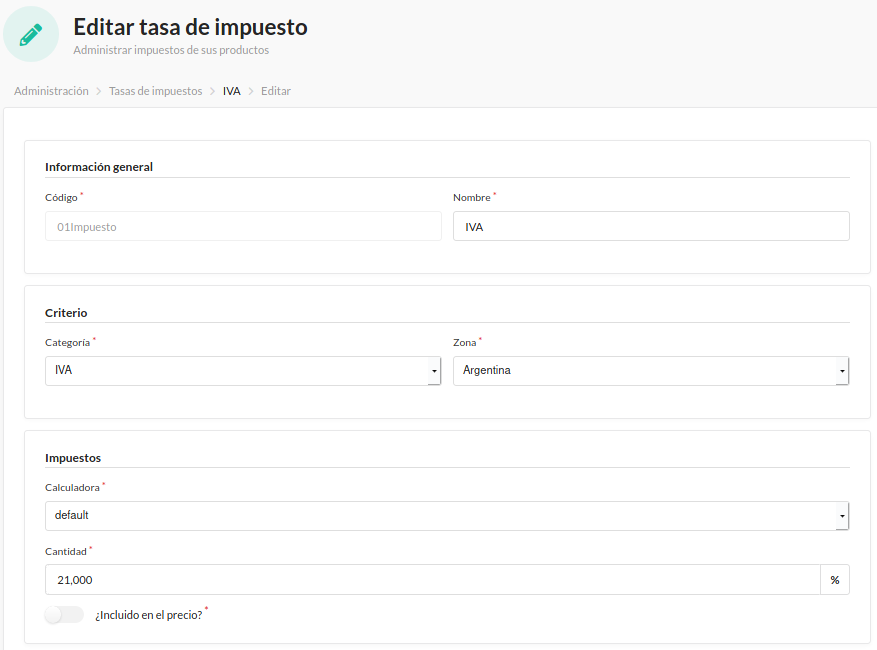 Editar tasa de impuesto
Administrar impuestos de sus productos
Administración > Tasas de impuestos > IVA > Editar
Información general
Código * Nombre *
01Impuesto IVA
Criterio
Categoría * Zona *
IVA Argentina
Impuestos
Calculadora *
default
Cantidad *
21,000 %
¿Incluido en el precio? *